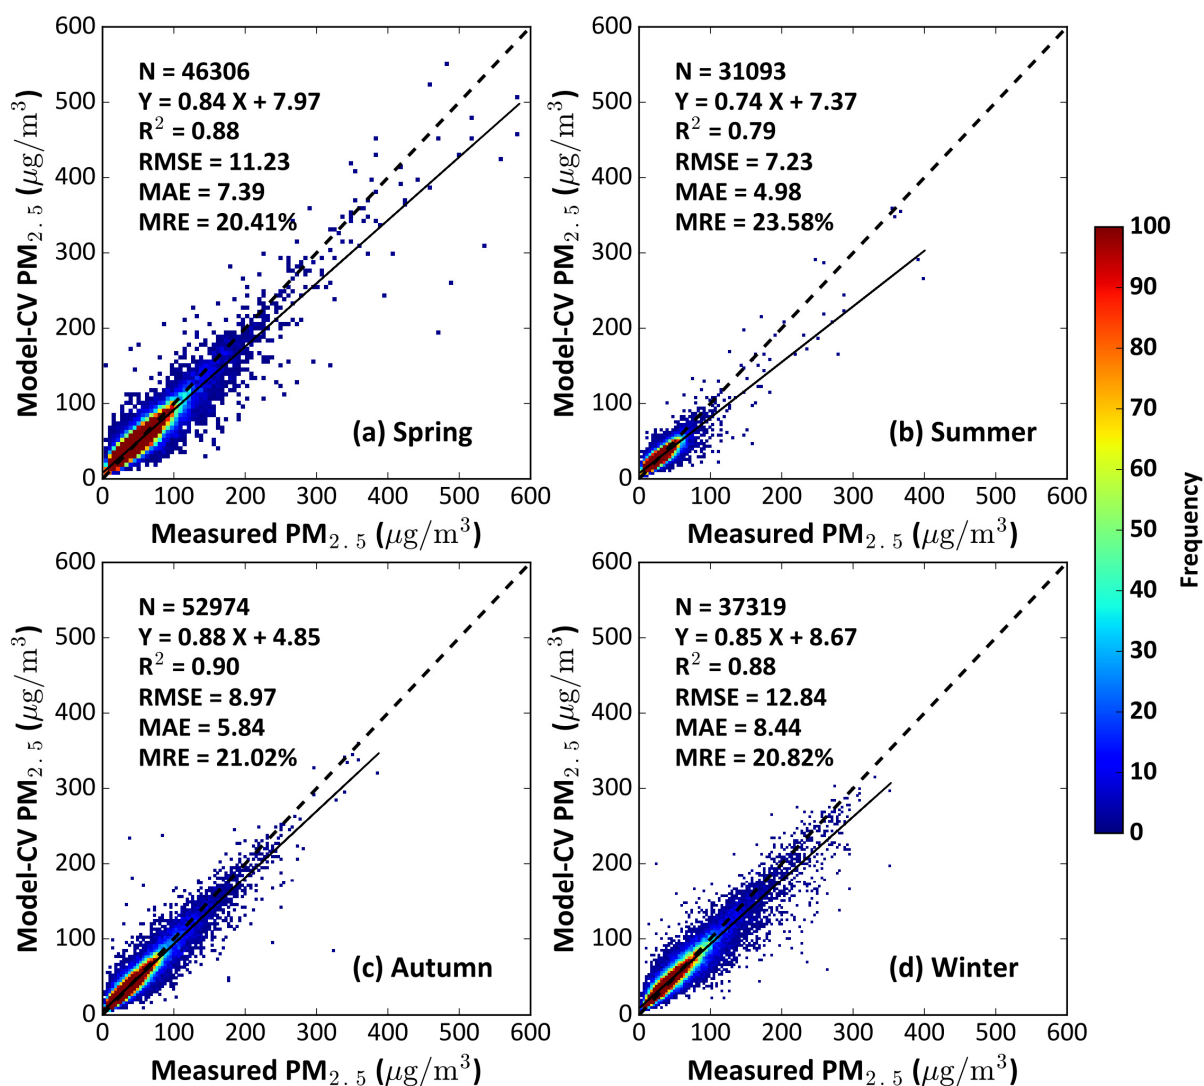 600
500
400
300
200
100
0
Model-CV PM2.5 (μg/m³)
N = 46306
Y = 0.84 X + 7.97
R² = 0.88
RMSE = 11.23
MAE = 7.39
MRE = 20.41%
(a) Spring
0 100 200 300 400 500 600
Measured PM2.5 (μg/m³)
600
500
400
300
200
100
0
Model-CV PM2.5 (μg/m³)
N = 31093
Y = 0.74 X + 7.37
R² = 0.79
RMSE = 7.23
MAE = 4.98
MRE = 23.58%
(b) Summer
0 100 200 300 400 500 600
Measured PM2.5 (μg/m³)
600
500
400
300
200
100
0
Model-CV PM2.5 (μg/m³)
N = 52974
Y = 0.88 X + 4.85
R² = 0.90
RMSE = 8.97
MAE = 5.84
MRE = 21.02%
(c) Autumn
0 100 200 300 400 500 600
Measured PM2.5 (μg/m³)
600
500
400
300
200
100
0
Model-CV PM2.5 (μg/m³)
N = 37319
Y = 0.85 X + 8.67
R² = 0.88
RMSE = 12.84
MAE = 8.44
MRE = 20.82%
(d) Winter
0 100 200 300 400 500 600
Measured PM2.5 (μg/m³)
100
90
80
70
60
50
40
30
20
10
0
Frequency